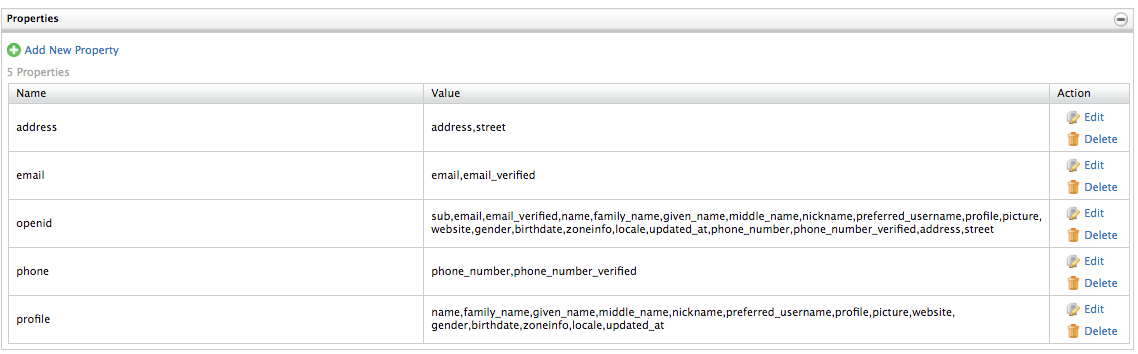 Properties
Add New Property
5 Properties
Name Value Action
address address,street Edit
Delete
email email,email_verified Edit
Delete
openid sub,email,email_verified,name,family_name,given_name,middle_name,nickname,preferred_username,profile,picture, Edit
website,gender,birthdate,zoneinfo,locale,updated_at,phone_number,phone_number_verified,address,street Delete
phone phone_number,phone_number_verified Edit
Delete
profile name,family_name,given_name,middle_name,nickname,preferred_username,profile,picture,website, Edit
gender,birthdate,zoneinfo,locale,updated_at Delete